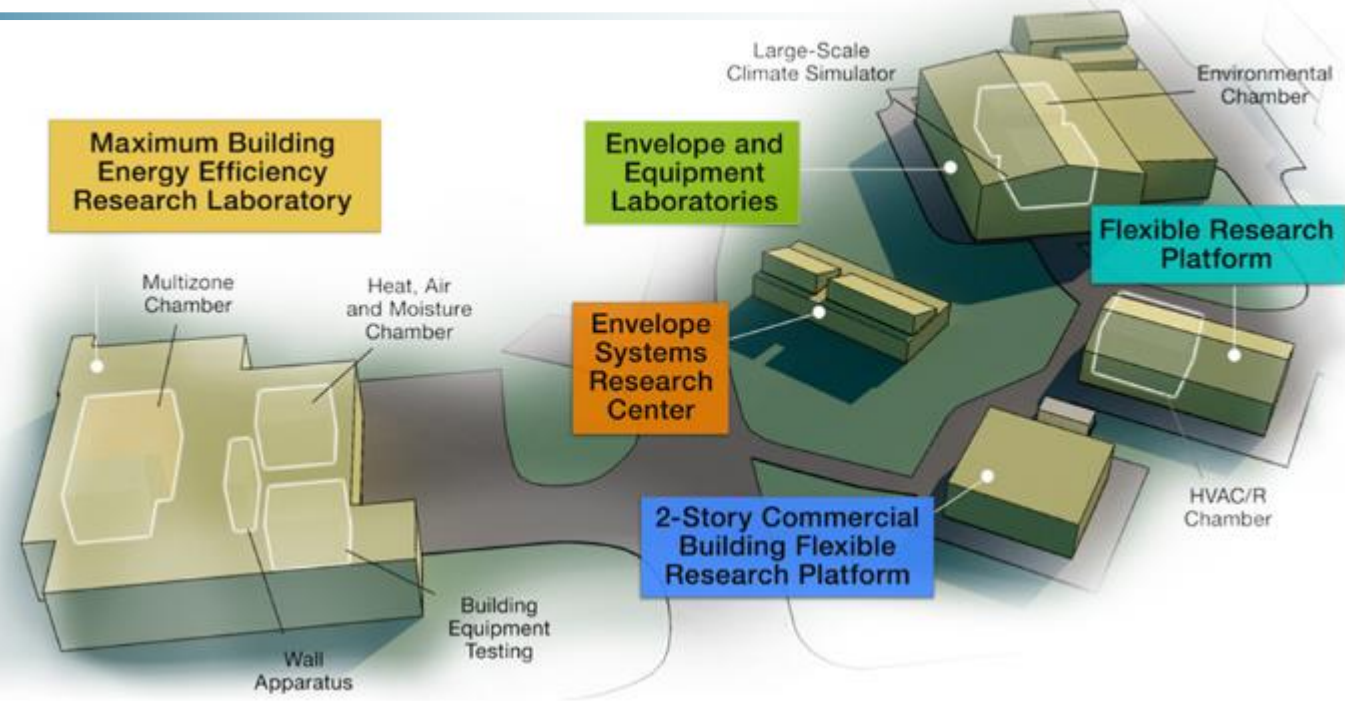 Large-Scale
Climate Simulator
Environmental
Chamber
Maximum Building
Energy Efficiency
Research Laboratory
Envelope and
Equipment
Laboratories
Flexible Research
Platform
Multizone
Chamber
Heat, Air
and Moisture
Chamber
Envelope
Systems
Research
Center
HVAC/R
Chamber
2-Story Commercial
Building Flexible
Research Platform
Building
Equipment
Testing
Wall
Apparatus